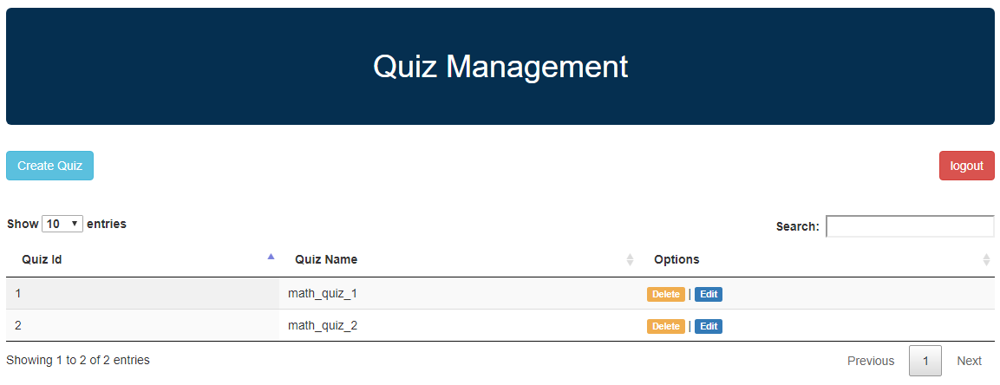 Quiz Management
Create Quiz logout
Show 10 entries Search:
Quiz Id Quiz Name Options
1 math_quiz_1 Delete | Edit
2 math_quiz_2 Delete | Edit
Showing 1 to 2 of 2 entries Previous 1 Next